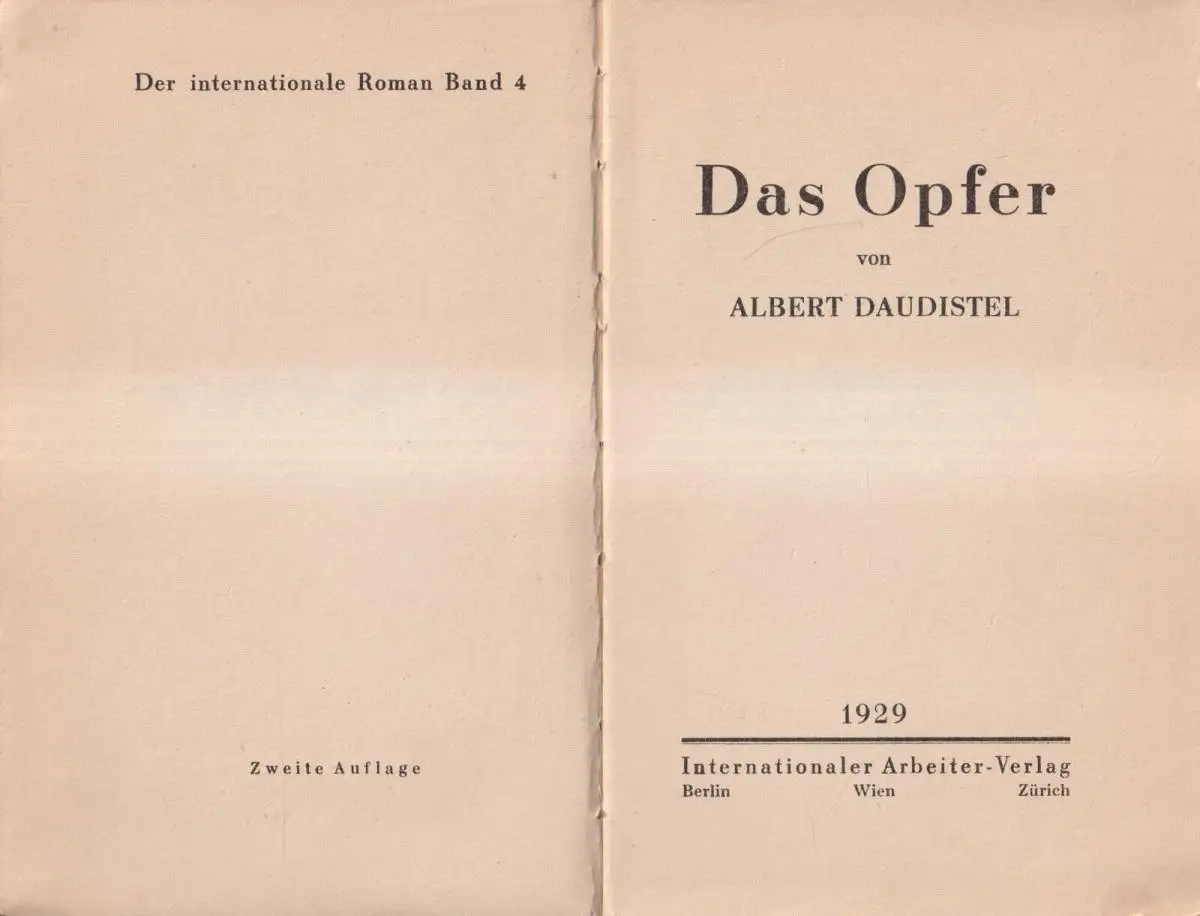 Der internationale Roman Band 4
Zweite Auflage
Das Opfer
von
ALBERT DAUDISTEL
1929
Internationaler Arbeiter-Verlag
Berlin Wien Zürich